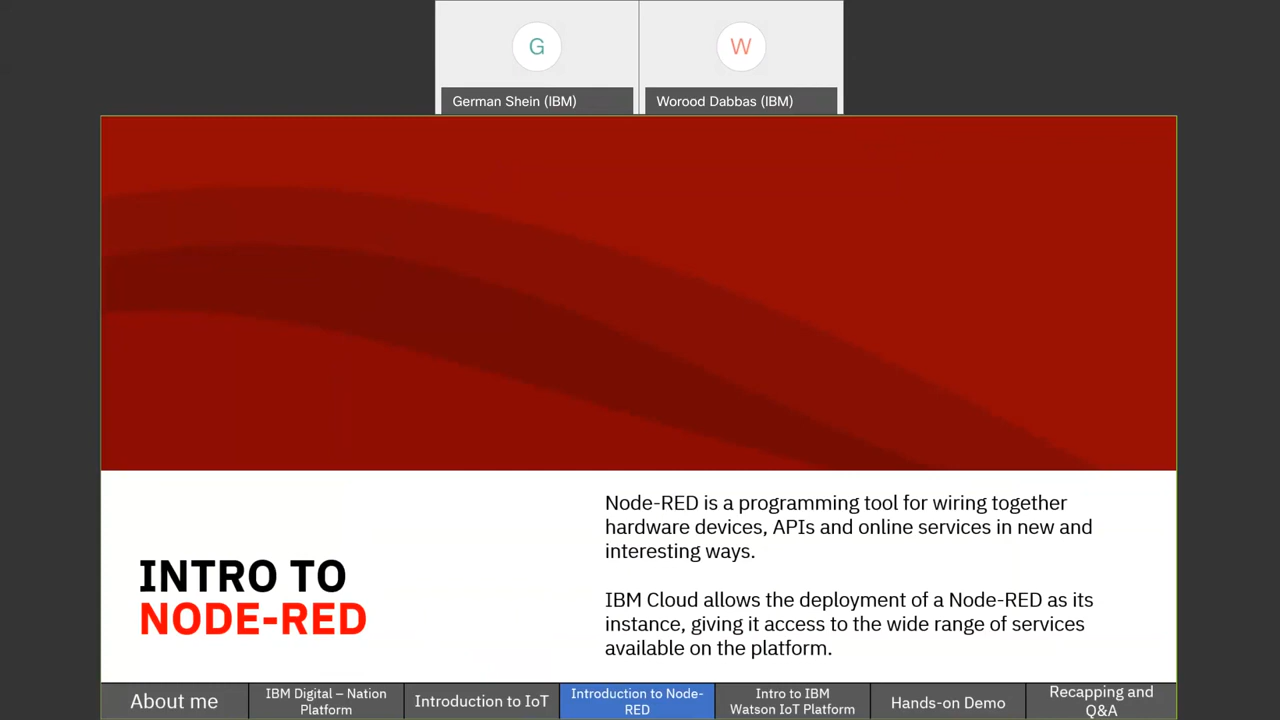 G
W
German Shein (IBM)
Worood Dabbas (IBM)
INTRO TO
NODE-RED
Node-RED is a programming tool for wiring together
hardware devices, APIs and online services in new and
interesting ways.
IBM Cloud allows the deployment of a Node-RED as its
instance, giving it access to the wide range of services
available on the platform.
About me
IBM Digital – Nation
Platform
Introduction to IoT
Introduction to Node-
RED
Intro to IBM
Watson IoT Platform
Hands-on Demo
Recapping and
Q&A